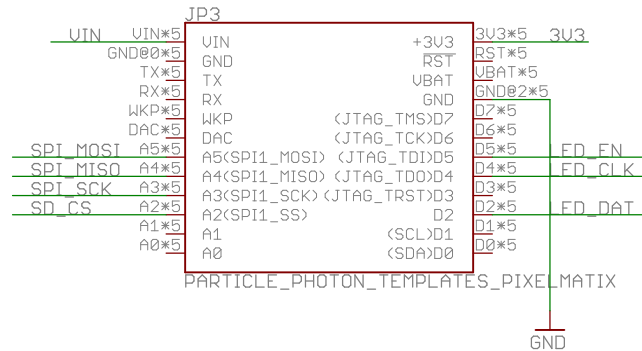 JP3
VIN VIN*5 VIN +3V3 3V3*5 3V3
GND@0*5 GND RST RST*5
TX*5 TX VBAT VBAT*5
RX*5 RX GND GND@2*5
WKP*5 WKP (JTAG_TMS)D7 D7*5
DAC*5 DAC (JTAG_TCK)D6 D6*5
SPI_MOSI A5*5 A5(SPI1_MOSI) (JTAG_TDI)D5 D5*5 LED_EN
SPI_MISO A4*5 A4(SPI1_MISO) (JTAG_TDO)D4 D4*5 LED_CLK
SPI_SCK A3*5 A3(SPI1_SCK) (JTAG_TRST)D3 D3*5
SD_CS A2*5 A2(SPI1_SS) D2 D2*5 LED_DAT
A1*5 A1 (SCL)D1 D1*5
A0*5 A0 (SDA)D0 D0*5
PARTICLE_PHOTON_TEMPLATES_PIXELMATIX
GND